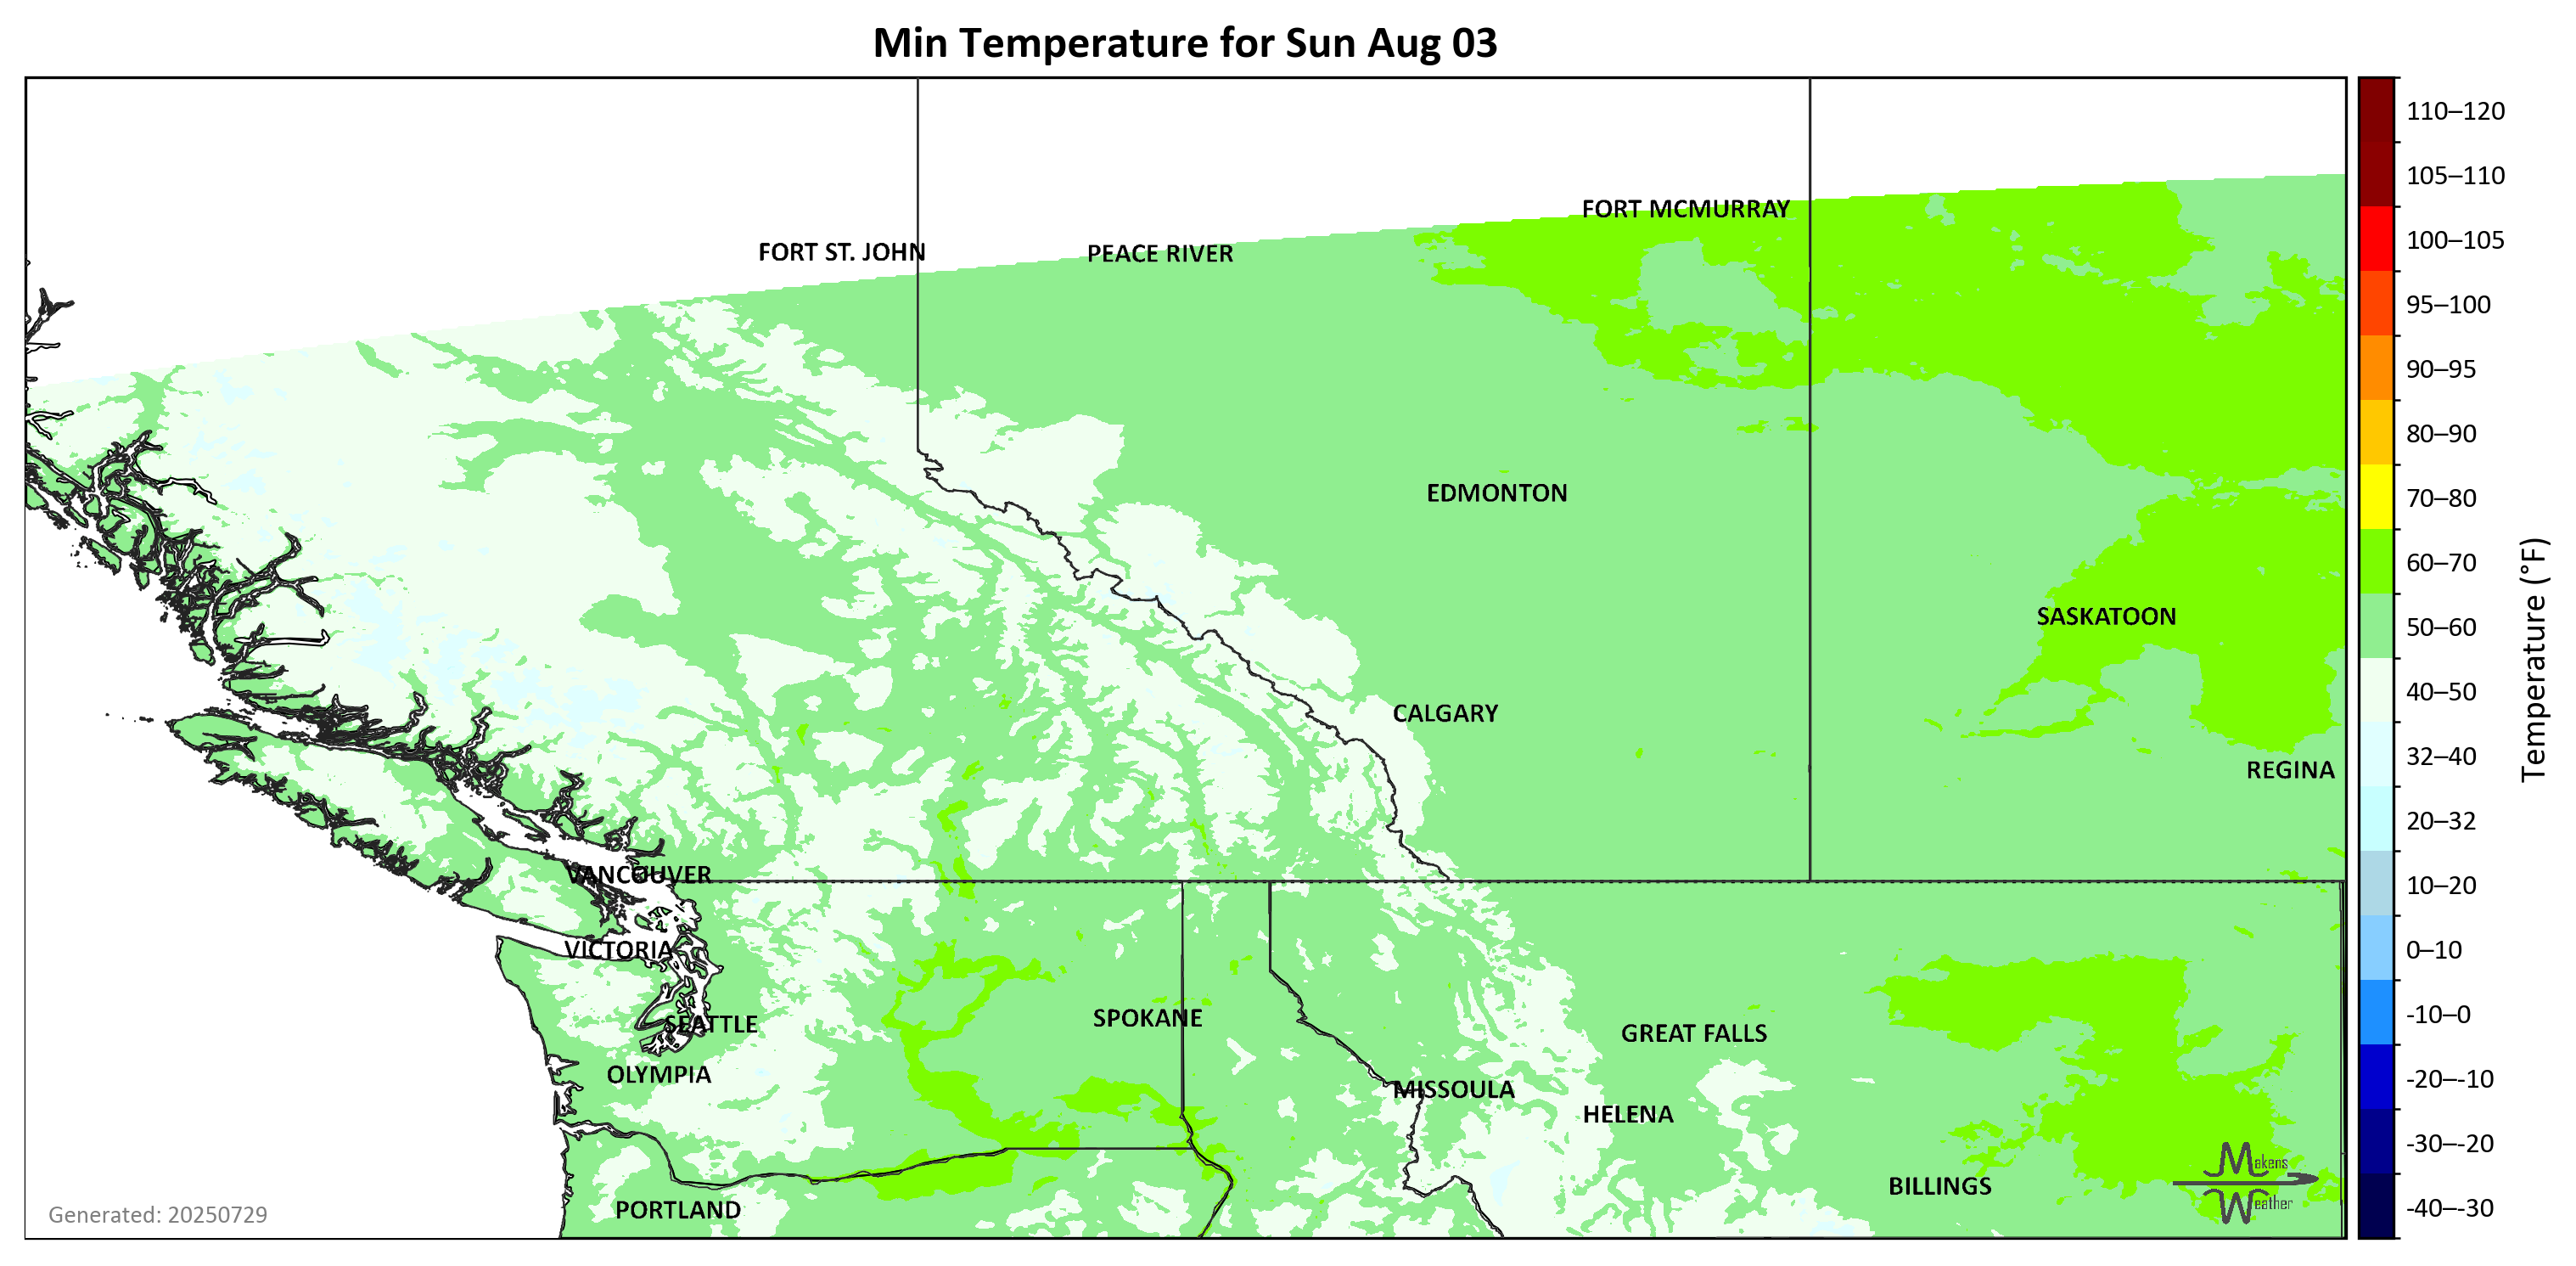 Min Temperature for Sun Aug 03
110–120
105–110
FORT MCMURRAY
100–105
FORT ST. JOHN
PEACE RIVER
95–100
90–95
80–90
EDMONTON
70–80
60–70
SASKATOON
50–60
Temperature (°F)
40–50
CALGARY
32–40
REGINA
20–32
VANCOUVER
10–20
VICTORIA
0–10
SPOKANE
-10–0
SEATTLE
GREAT FALLS
OLYMPIA
-20–-10
MISSOULA
HELENA
-30–-20
Makens
BILLINGS
Weather
PORTLAND
-40–-30
Generated: 20250729